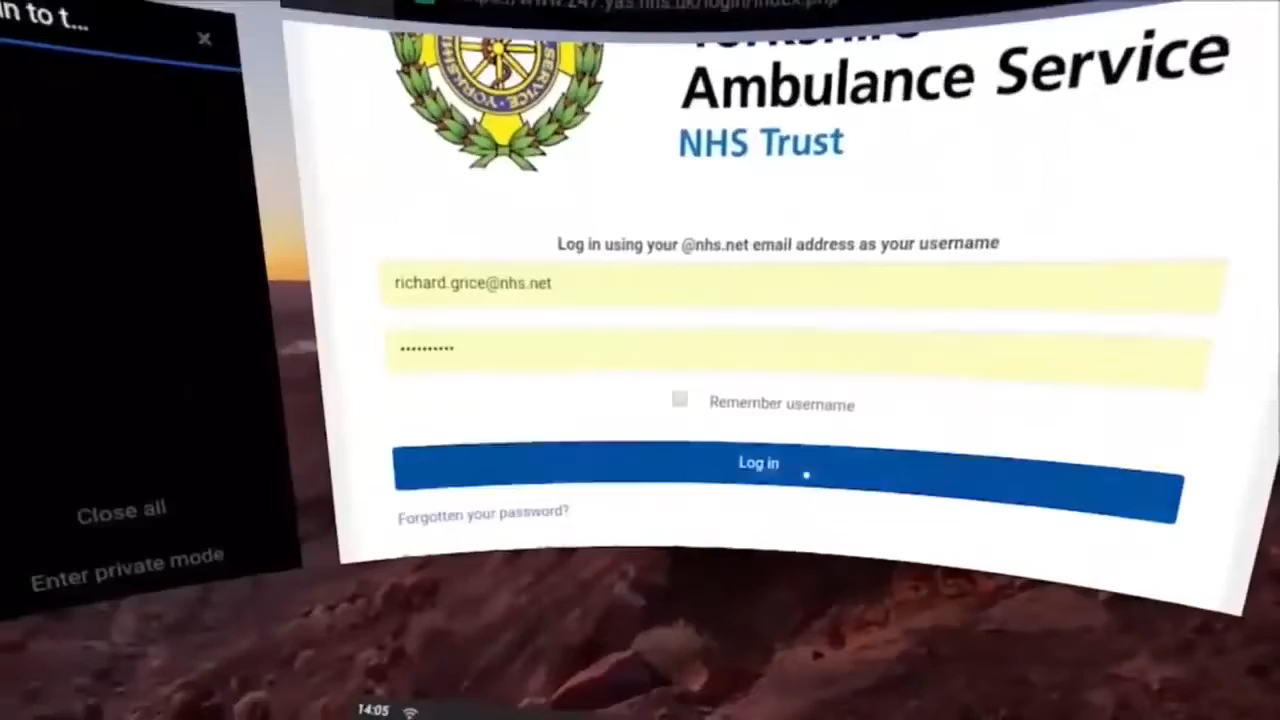 n to t...
Ambulance Service
NHS Trust
Log in using your @nhs.net email address as your username
richard.grice@nhs.net
••••••••••
Remember username
Log in
Forgotten your password?
Close all
Enter private mode
14:05